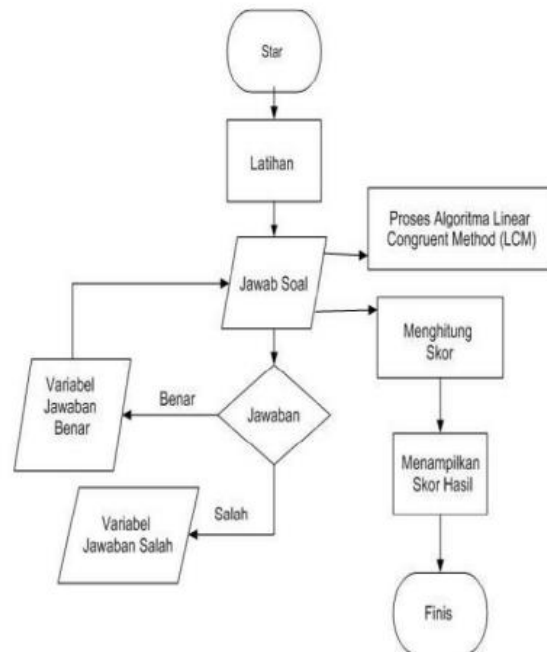 Star
Latihan
Proses Algoritma Linear
Congruent Method (LCM)
Jawab Soal
Menghitung
Skor
Variabel
Jawaban
Benar
Benar
Jawaban
Menampilkan
Skor Hasil
Salah
Variabel
Jawaban Salah
Finis